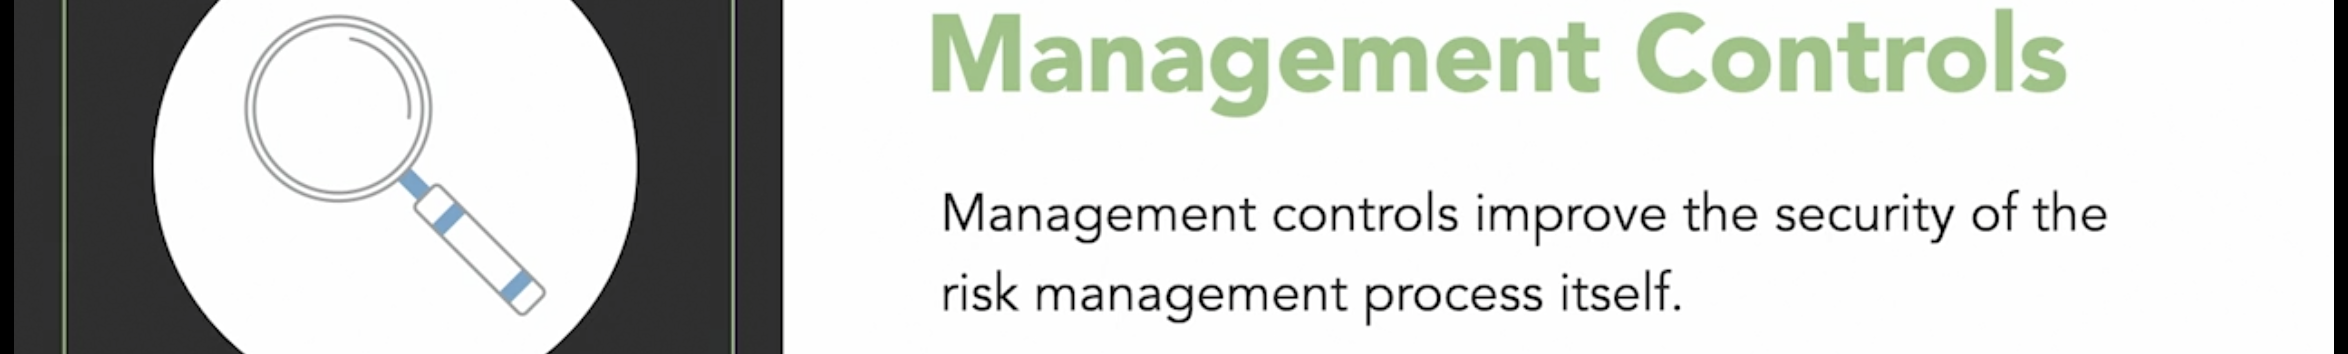 Management Controls
Management controls improve the security of the
risk management process itself.